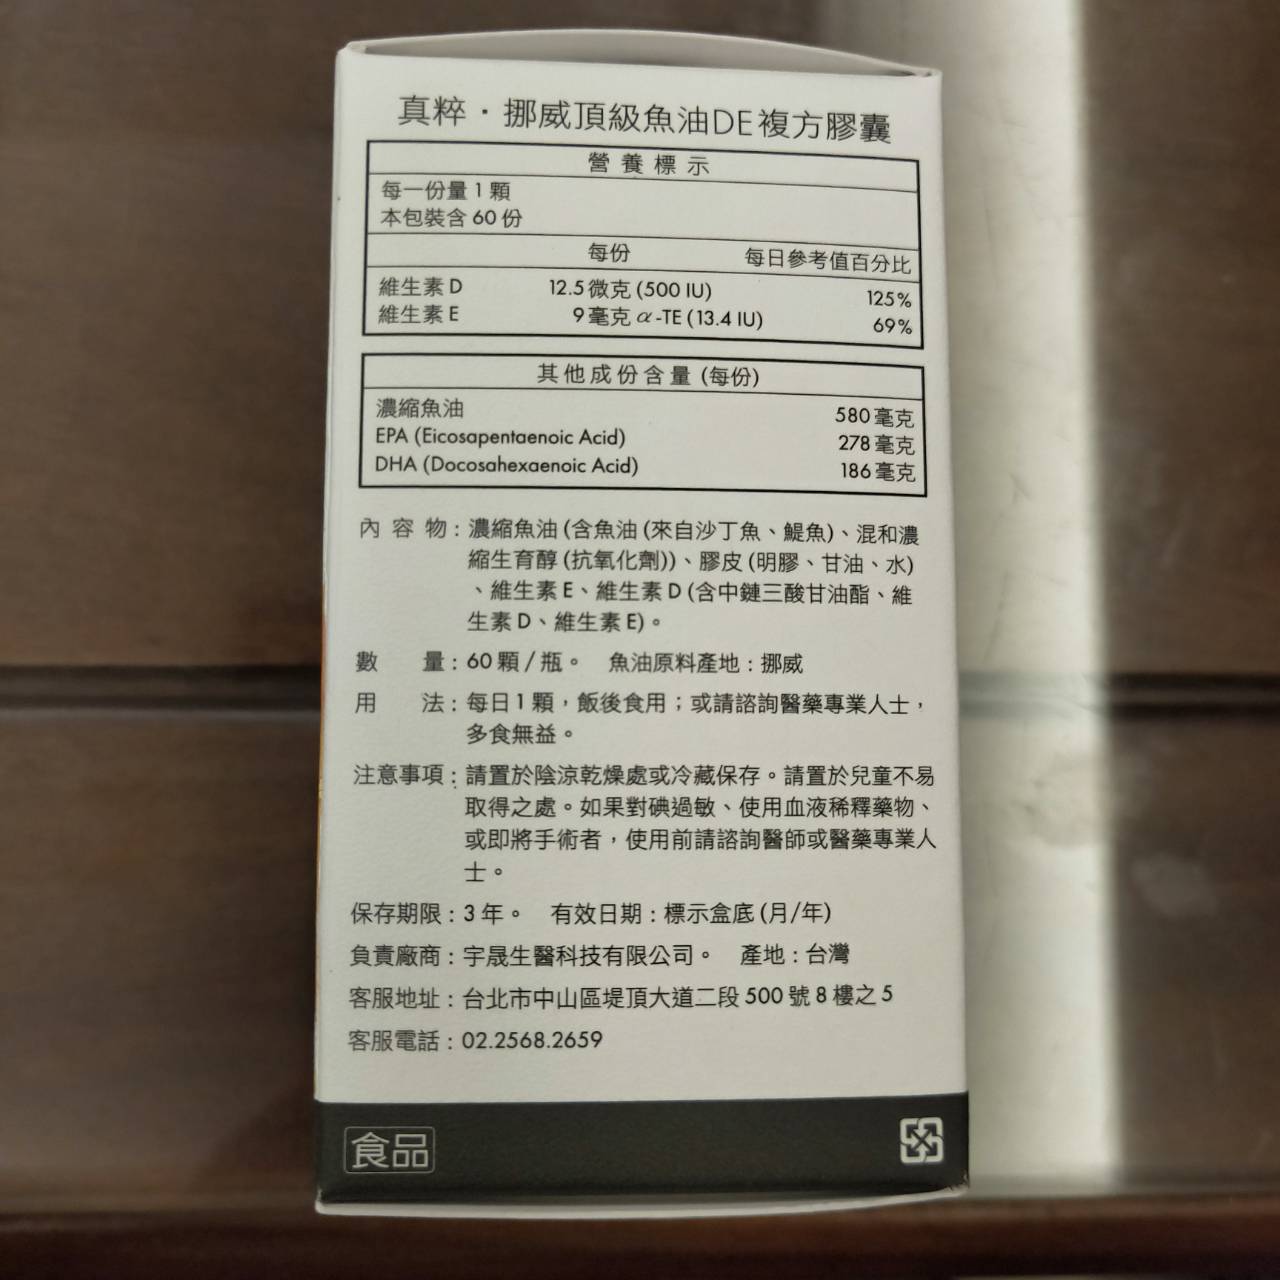 真粹・挪威頂級魚油DE複方膠囊
營養標示
每一份量1顆
本包裝含60份
每份 每日參考值百分比
維生素D 12.5微克(500 IU) 125%
維生素E 9毫克α-TE(13.4 IU) 69%
其他成份含量(每份)
濃縮魚油 580毫克
EPA (Eicosapentaenoic Acid) 278毫克
DHA (Docosahexaenoic Acid) 186毫克
內容物:濃縮魚油(含魚油(來自沙丁魚、鯷魚)、混和濃
縮生育醇(抗氧化劑))、膠皮(明膠、甘油、水)
、維生素E、維生素D(含中鏈三酸甘油酯、維
生素D、維生素E)。
數量:60顆/瓶。 魚油原料產地:挪威
用法:每日1顆,飯後食用;或請諮詢醫藥專業人士,
多食無益。
注意事項:請置於陰涼乾燥處或冷藏保存。請置於兒童不易
取得之處。如果對碘過敏、使用血液稀釋藥物、
或即將手術者,使用前請諮詢醫師或醫藥專業人
士。
保存期限:3年。 有效日期:標示盒底(月/年)
負責廠商:宇晟生醫科技有限公司。 產地:台灣
客服地址:台北市中山區堤頂大道二段500號8樓之5
客服電話:02.2568.2659
食品